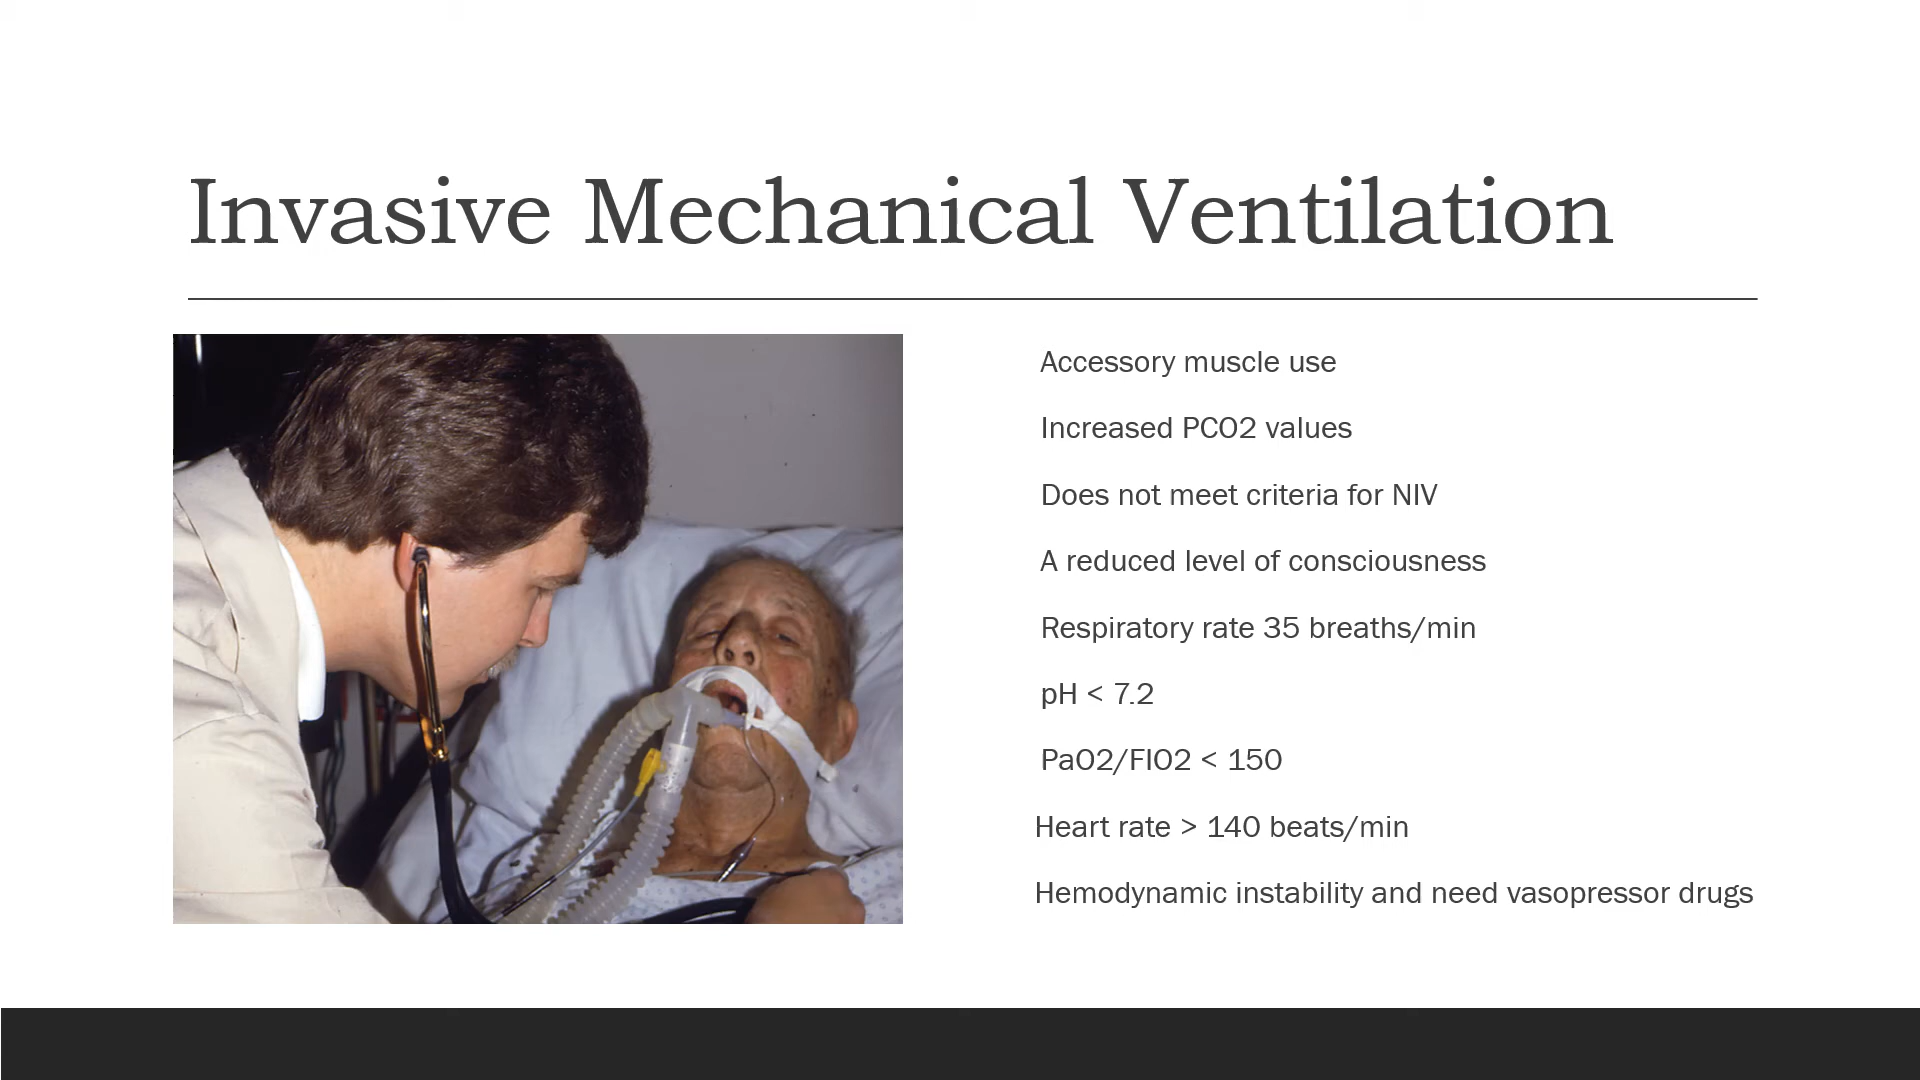 Invasive Mechanical Ventilation
Accessory muscle use
Increased PCO2 values
Does not meet criteria for NIV
A reduced level of consciousness
Respiratory rate 35 breaths/min
pH < 7.2
PaO2/FIO2 < 150
Heart rate > 140 beats/min
Hemodynamic instability and need vasopressor drugs